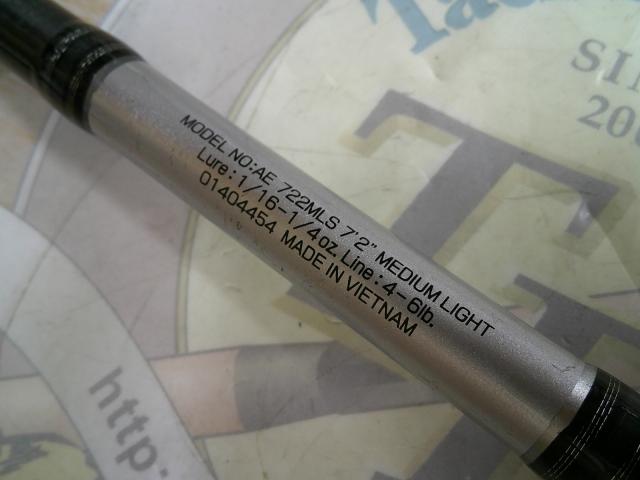 MODEL NO:AE 722MLS 7'2" MEDIUM LIGHT
Lure : 1/16-1/4oz. Line : 4-6lb.
01404454 MADE IN VIETNAM
http: